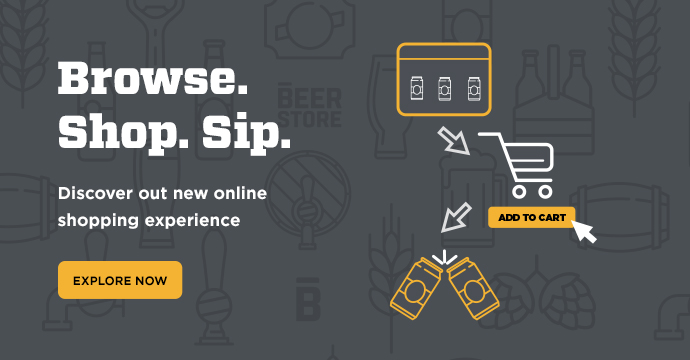 Browse.
Shop. Sip.
Discover out new online
shopping experience
EXPLORE NOW
BEER
STORE
ADD TO CART
B